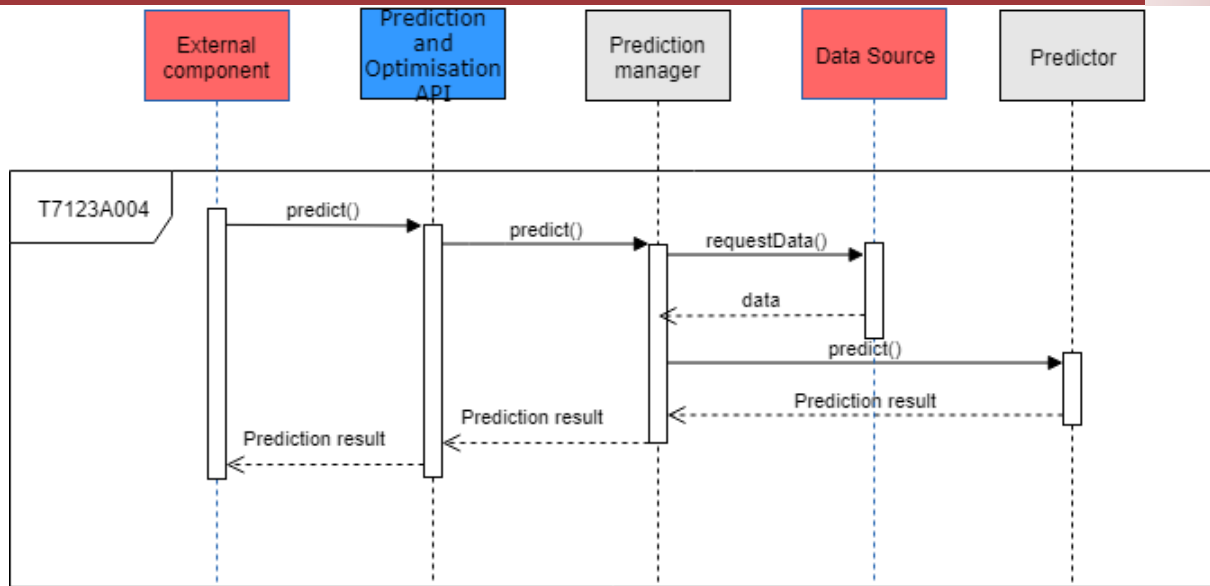 External
component
Prediction
and
Optimisation
API
Prediction
manager
Data Source
Predictor
T7123A004
predict()
predict()
requestData()
data
predict()
Prediction result
Prediction result
Prediction result